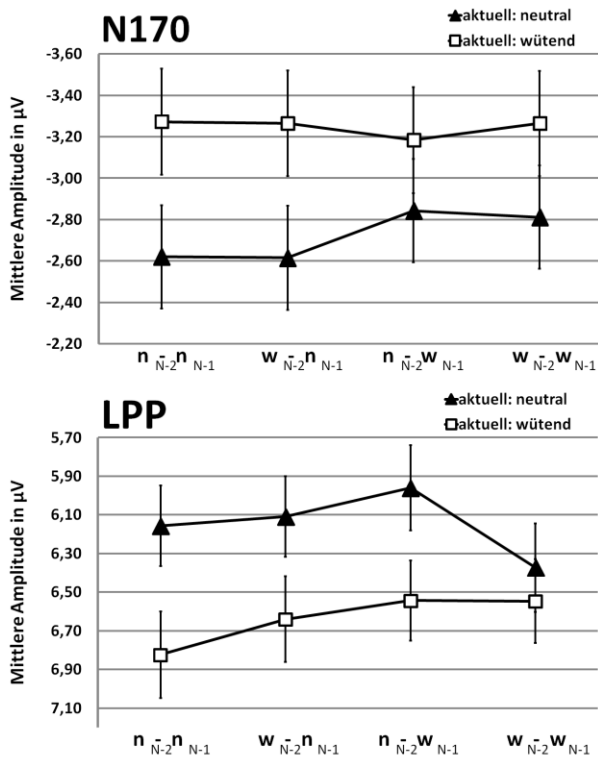 N170
▲aktuell: neutral
□aktuell: wütend
Mittlere Amplitude in µV
-3,60
-3,40
-3,20
-3,00
-2,80
-2,60
-2,40
-2,20
n N-2 - n N-1
w N-2 - n N-1
n N-2 - w N-1
w N-2 - w N-1
LPP
▲aktuell: neutral
□aktuell: wütend
Mittlere Amplitude in µV
5,70
5,90
6,10
6,30
6,50
6,70
6,90
7,10
n N-2 - n N-1
w N-2 - n N-1
n N-2 - w N-1
w N-2 - w N-1